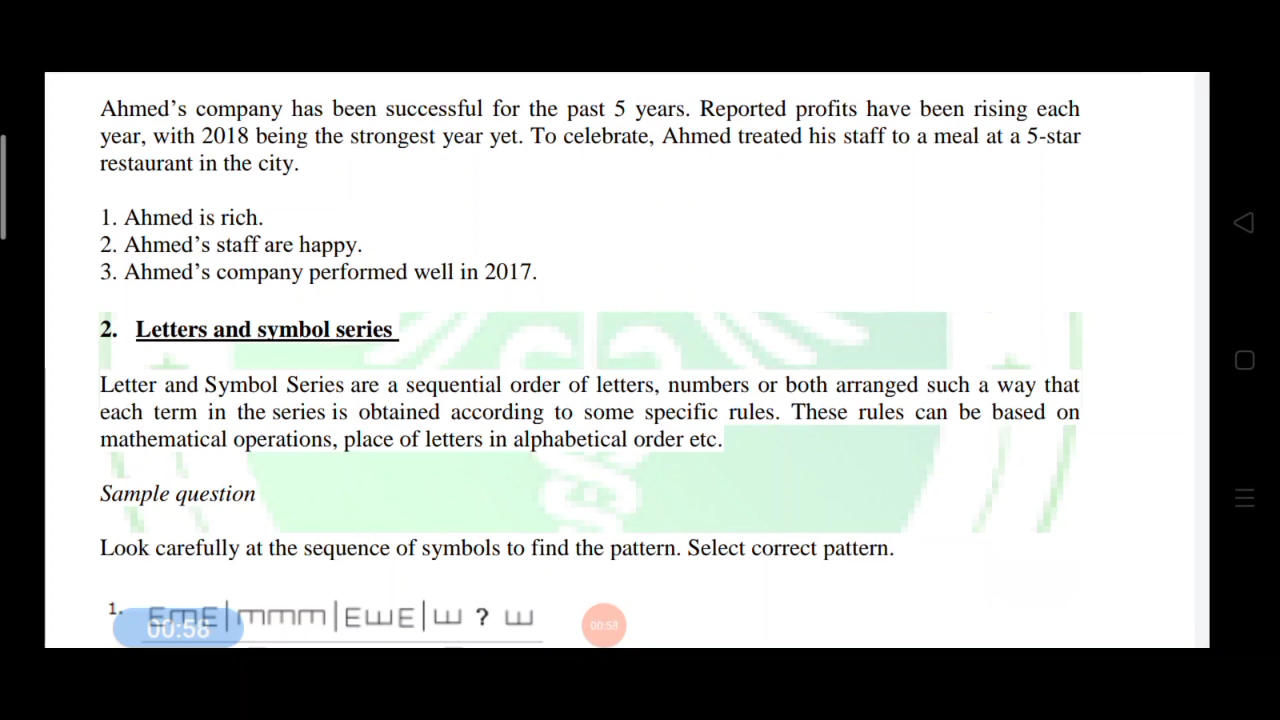 Ahmed’s company has been successful for the past 5 years. Reported profits have been rising each
year, with 2018 being the strongest year yet. To celebrate, Ahmed treated his staff to a meal at a 5-star
restaurant in the city.
1. Ahmed is rich.
2. Ahmed’s staff are happy.
3. Ahmed’s company performed well in 2017.
2. Letters and symbol series
Letter and Symbol Series are a sequential order of letters, numbers or both arranged such a way that
each term in the series is obtained according to some specific rules. These rules can be based on
mathematical operations, place of letters in alphabetical order etc.
Sample question
Look carefully at the sequence of symbols to find the pattern. Select correct pattern.
1. EmE|mmm|EwE|w ? w
00:58
00:58